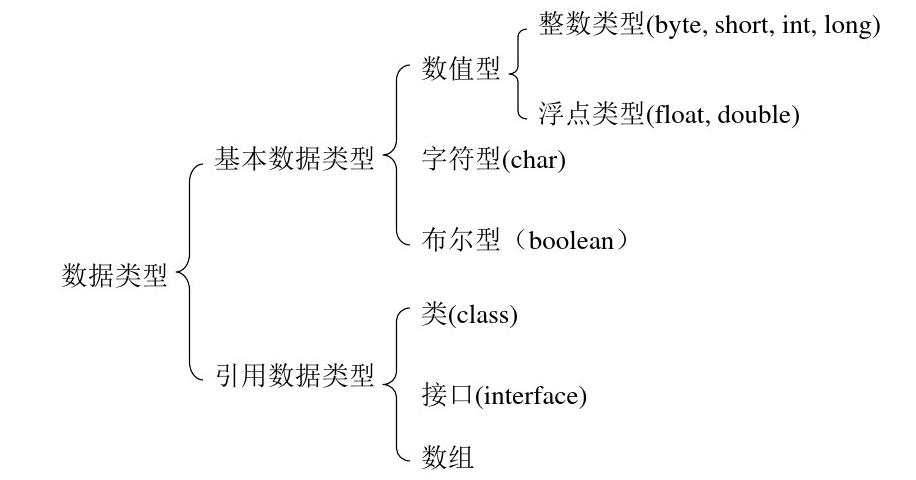 整数类型(byte, short, int, long)
数值型
浮点类型(float, double)
基本数据类型
字符型(char)
布尔型（boolean）
数据类型
类(class)
引用数据类型
接口(interface)
数组